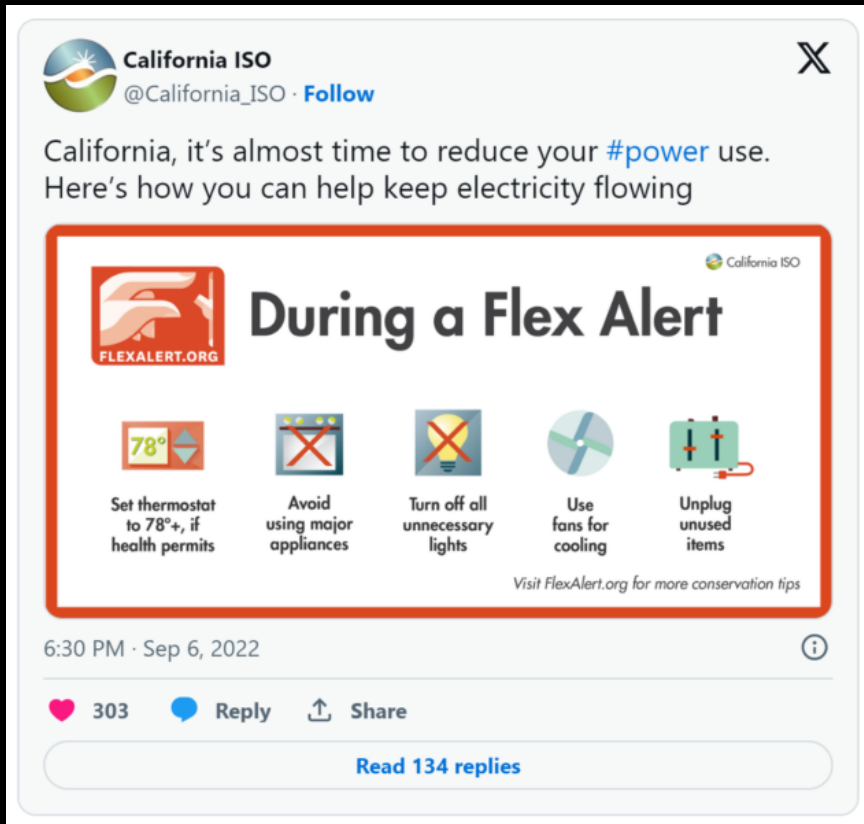 California ISO
@California_ISO · Follow
California, it’s almost time to reduce your #power use.
Here’s how you can help keep electricity flowing
California ISO
FLEXALERT.ORG
During a Flex Alert
78°
Set thermostat
to 78°+, if
health permits
Avoid
using major
appliances
Turn off all
unnecessary
lights
Use
fans for
cooling
Unplug
unused
items
Visit FlexAlert.org for more conservation tips
6:30 PM · Sep 6, 2022
303 Reply Share
Read 134 replies